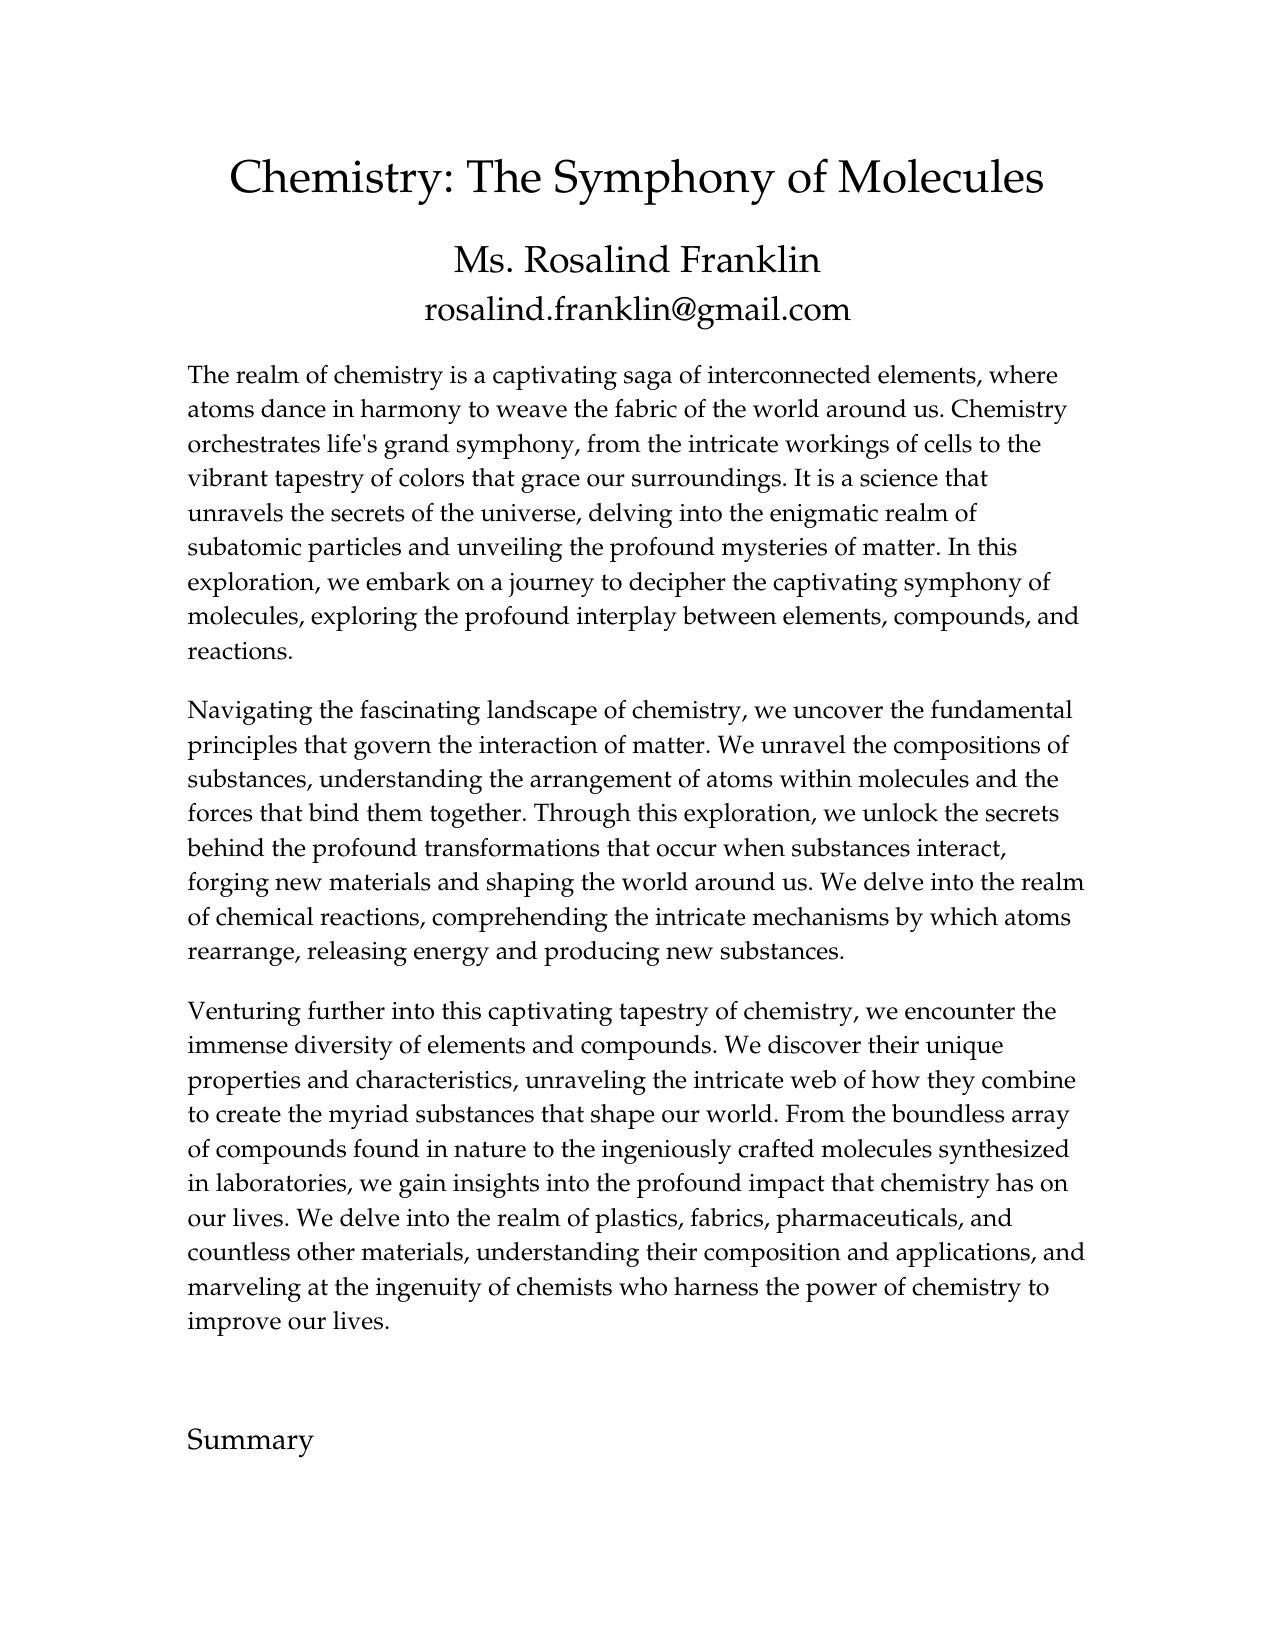 Chemistry: The Symphony of Molecules
Ms. Rosalind Franklin
rosalind.franklin@gmail.com
The realm of chemistry is a captivating saga of interconnected elements, where
atoms dance in harmony to weave the fabric of the world around us. Chemistry
orchestrates life's grand symphony, from the intricate workings of cells to the
vibrant tapestry of colors that grace our surroundings. It is a science that
unravels the secrets of the universe, delving into the enigmatic realm of
subatomic particles and unveiling the profound mysteries of matter. In this
exploration, we embark on a journey to decipher the captivating symphony of
molecules, exploring the profound interplay between elements, compounds, and
reactions.
Navigating the fascinating landscape of chemistry, we uncover the fundamental
principles that govern the interaction of matter. We unravel the compositions of
substances, understanding the arrangement of atoms within molecules and the
forces that bind them together. Through this exploration, we unlock the secrets
behind the profound transformations that occur when substances interact,
forging new materials and shaping the world around us. We delve into the realm
of chemical reactions, comprehending the intricate mechanisms by which atoms
rearrange, releasing energy and producing new substances.
Venturing further into this captivating tapestry of chemistry, we encounter the
immense diversity of elements and compounds. We discover their unique
properties and characteristics, unraveling the intricate web of how they combine
to create the myriad substances that shape our world. From the boundless array
of compounds found in nature to the ingeniously crafted molecules synthesized
in laboratories, we gain insights into the profound impact that chemistry has on
our lives. We delve into the realm of plastics, fabrics, pharmaceuticals, and
countless other materials, understanding their composition and applications, and
marveling at the ingenuity of chemists who harness the power of chemistry to
improve our lives.
Summary